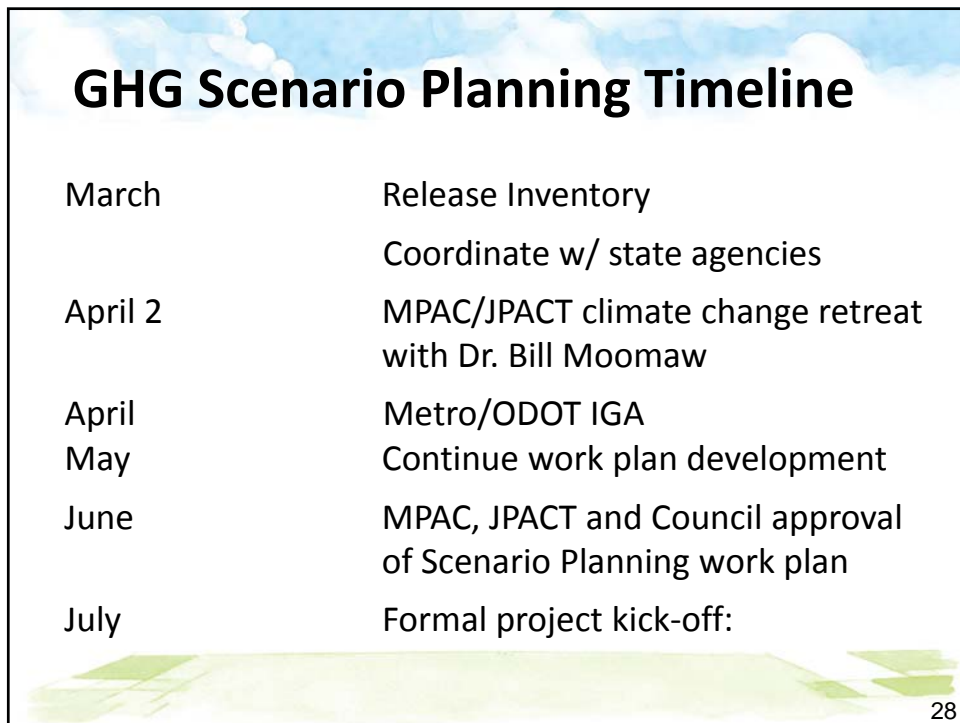 GHG Scenario Planning Timeline
March Release Inventory
Coordinate w/ state agencies
April 2 MPAC/JPACT climate change retreat
with Dr. Bill Moomaw
April Metro/ODOT IGA
May Continue work plan development
June MPAC, JPACT and Council approval
of Scenario Planning work plan
July Formal project kick-off:
28